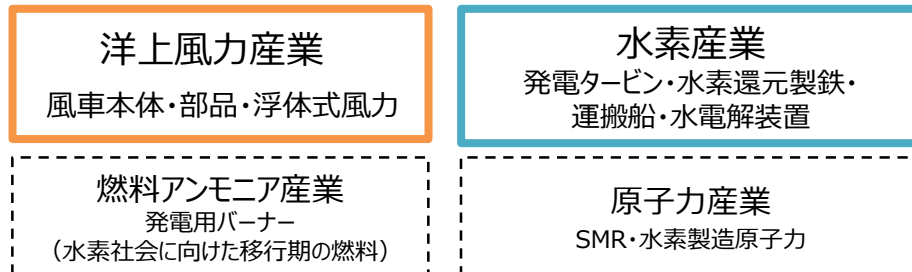 洋上風力産業
風車本体・部品・浮体式風力
水素産業
発電タービン・水素還元製鉄・
運搬船・水電解装置
燃料アンモニア産業
発電用バーナー
（水素社会に向けた移行期の燃料）
原子力産業
SMR・水素製造原子力